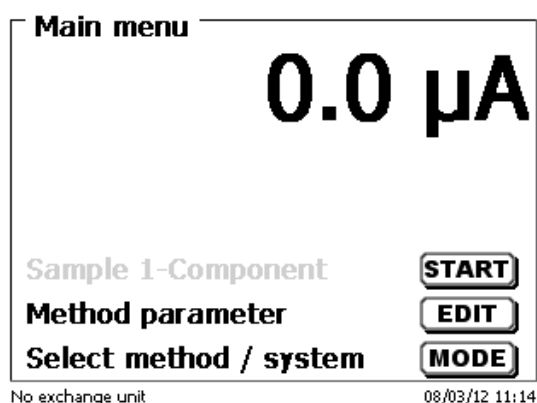 Main menu
0.0 µA
Sample 1-Component START
Method parameter EDIT
Select method / system MODE
No exchange unit 08/03/12 11:14